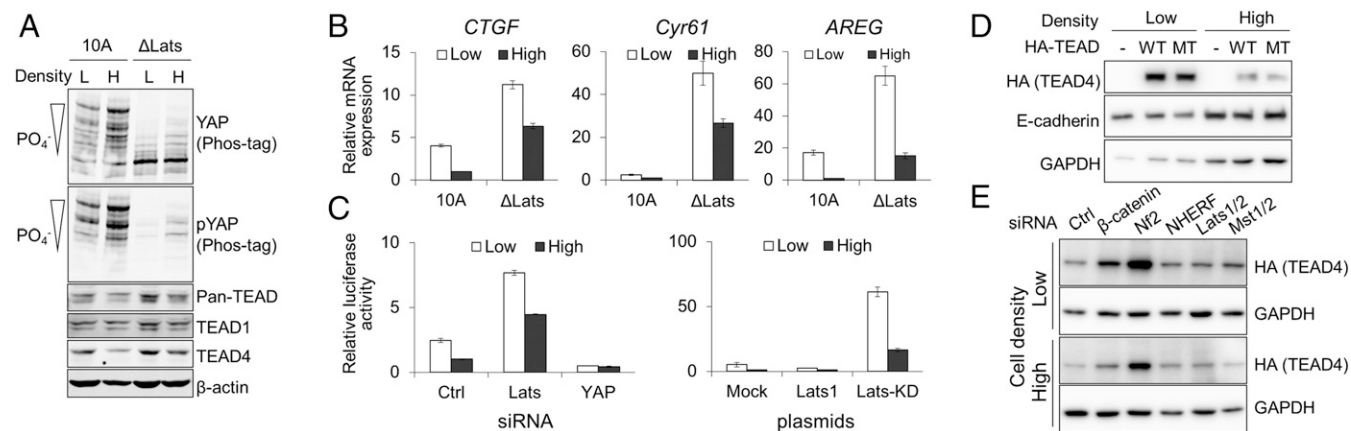 A
10A ΔLats
Density L H L H
PO₄⁻
YAP
(Phos-tag)
PO₄⁻
pYAP
(Phos-tag)
Pan-TEAD
TEAD1
TEAD4
β-actin
B
CTGF
Cyr61
AREG
Relative mRNA
expression
15
10
5
0
Low High
10A ΔLats
60
40
20
0
Low High
10A ΔLats
80
60
40
20
0
Low High
10A ΔLats
C
Relative luciferase
activity
10
5
0
Low High
Ctrl Lats YAP
siRNA
100
50
0
Low High
Mock Lats1 Lats-KD
plasmids
D
Density Low High
HA-TEAD - WT MT - WT MT
HA (TEAD4)
E-cadherin
GAPDH
E
siRNA Ctrl β-catenin Nf2 NHERF Lats1/2 Mst1/2
Cell density
Low
HA (TEAD4)
GAPDH
High
HA (TEAD4)
GAPDH